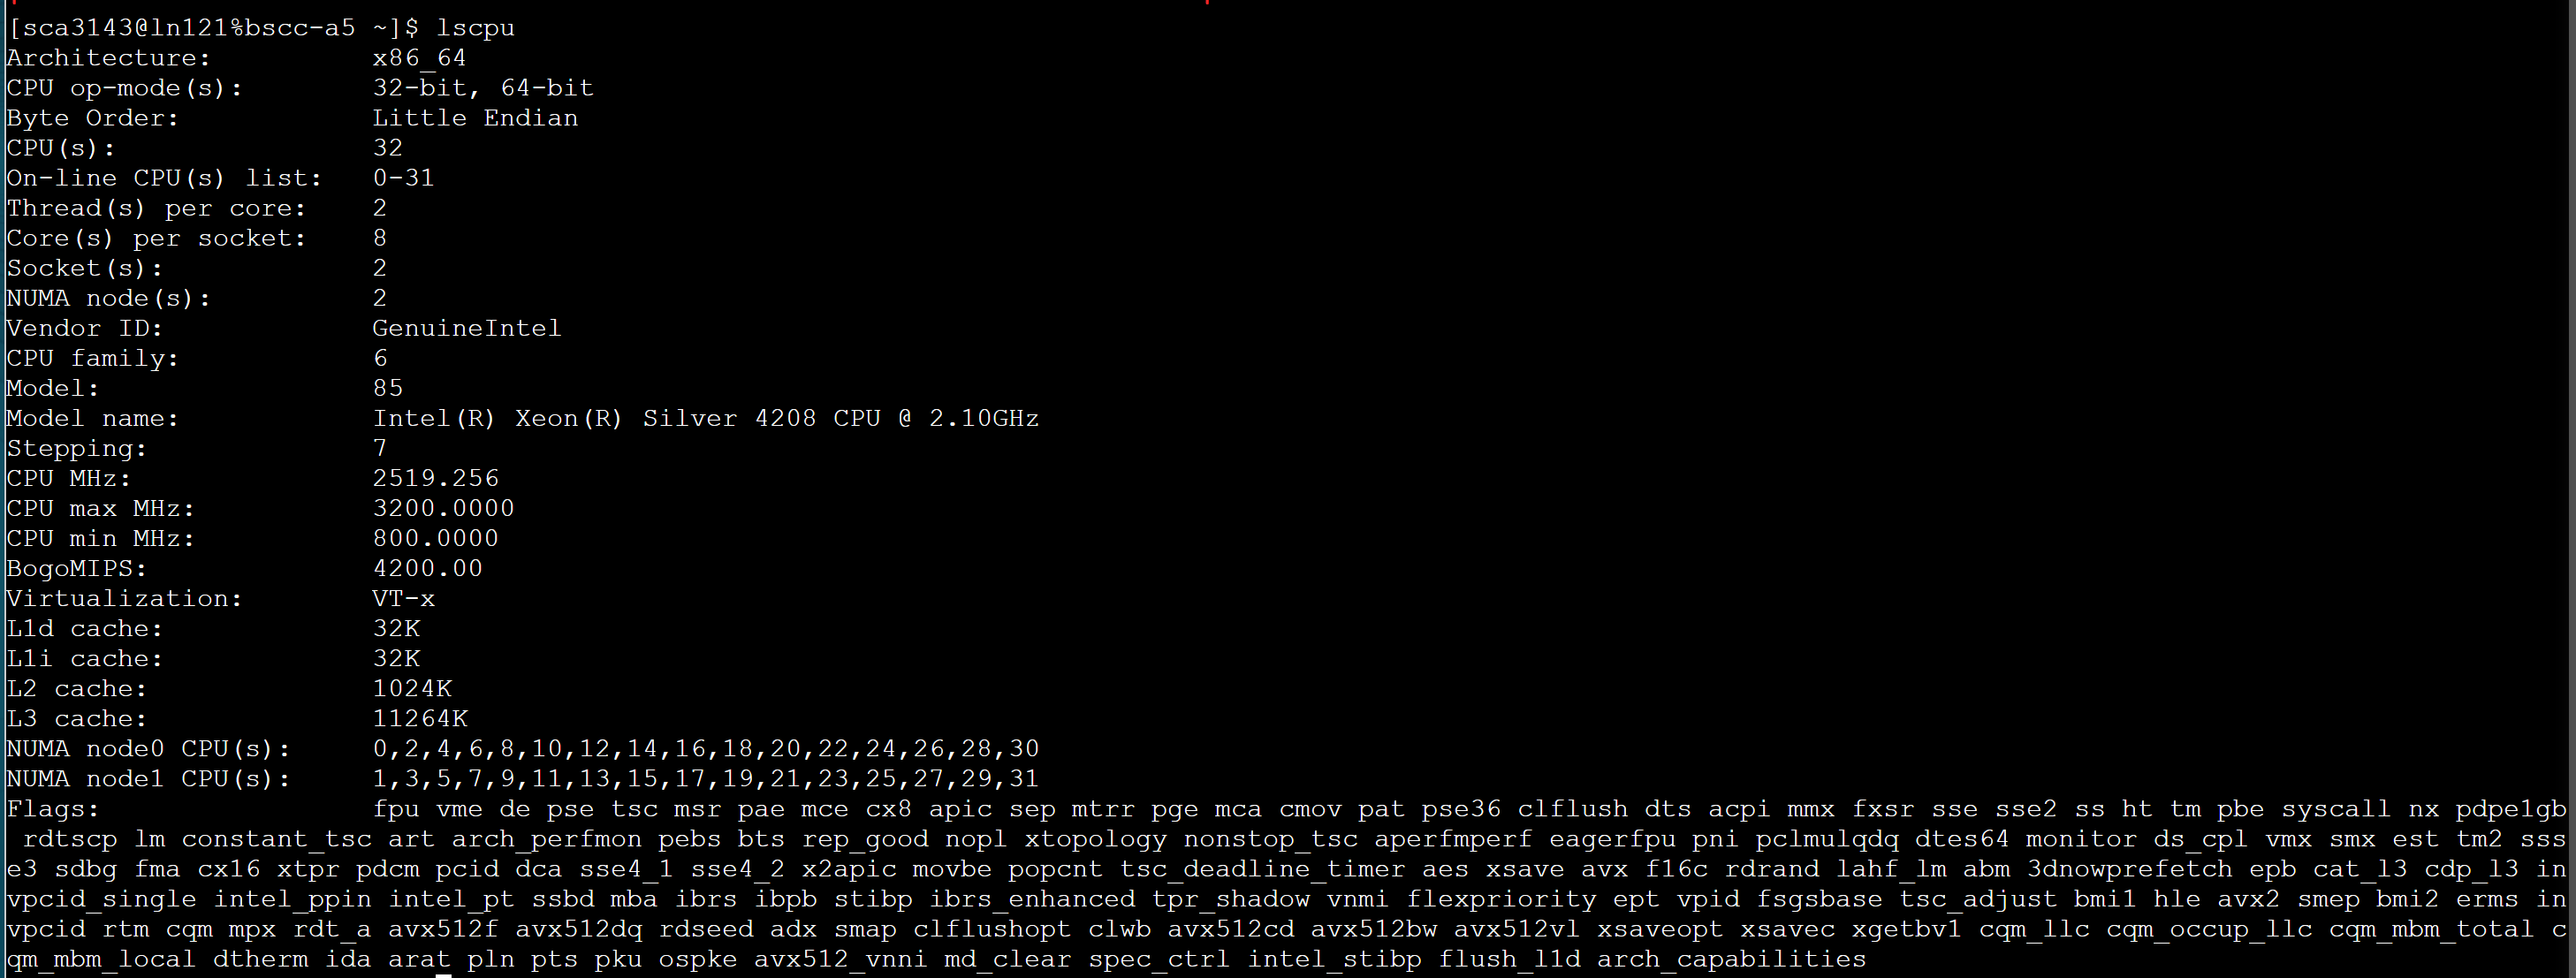 [sca3143@ln121%bscc-a5 ~]$ lscpu
Architecture:          x86_64
CPU op-mode(s):        32-bit, 64-bit
Byte Order:            Little Endian
CPU(s):                32
On-line CPU(s) list:   0-31
Thread(s) per core:    2
Core(s) per socket:    8
Socket(s):             2
NUMA node(s):          2
Vendor ID:             GenuineIntel
CPU family:            6
Model:                 85
Model name:            Intel(R) Xeon(R) Silver 4208 CPU @ 2.10GHz
Stepping:              7
CPU MHz:               2519.256
CPU max MHz:           3200.0000
CPU min MHz:           800.0000
BogoMIPS:              4200.00
Virtualization:        VT-x
L1d cache:             32K
L1i cache:             32K
L2 cache:              1024K
L3 cache:              11264K
NUMA node0 CPU(s):     0,2,4,6,8,10,12,14,16,18,20,22,24,26,28,30
NUMA node1 CPU(s):     1,3,5,7,9,11,13,15,17,19,21,23,25,27,29,31
Flags:                 fpu vme de pse tsc msr pae mce cx8 apic sep mtrr pge mca cmov pat pse36 clflush dts acpi mmx fxsr sse sse2 ss ht tm pbe syscall nx pdpe1gb
 rdtscp lm constant_tsc art arch_perfmon pebs bts rep_good nopl xtopology nonstop_tsc aperfmperf eagerfpu pni pclmulqdq dtes64 monitor ds_cpl vmx smx est tm2 sss
e3 sdbg fma cx16 xtpr pdcm pcid dca sse4_1 sse4_2 x2apic movbe popcnt tsc_deadline_timer aes xsave avx f16c rdrand lahf_lm abm 3dnowprefetch epb cat_l3 cdp_l3 in
vpcid_single intel_ppin intel_pt ssbd mba ibrs ibpb stibp ibrs_enhanced tpr_shadow vnmi flexpriority ept vpid fsgsbase tsc_adjust bmi1 hle avx2 smep bmi2 erms in
vpcid rtm cqm mpx rdt_a avx512f avx512dq rdseed adx smap clflushopt clwb avx512cd avx512bw avx512vl xsaveopt xsavec xgetbv1 cqm_llc cqm_occup_llc cqm_mbm_total c
qm_mbm_local dtherm ida arat pln pts pku ospke avx512_vnni md_clear spec_ctrl intel_stibp flush_l1d arch_capabilities